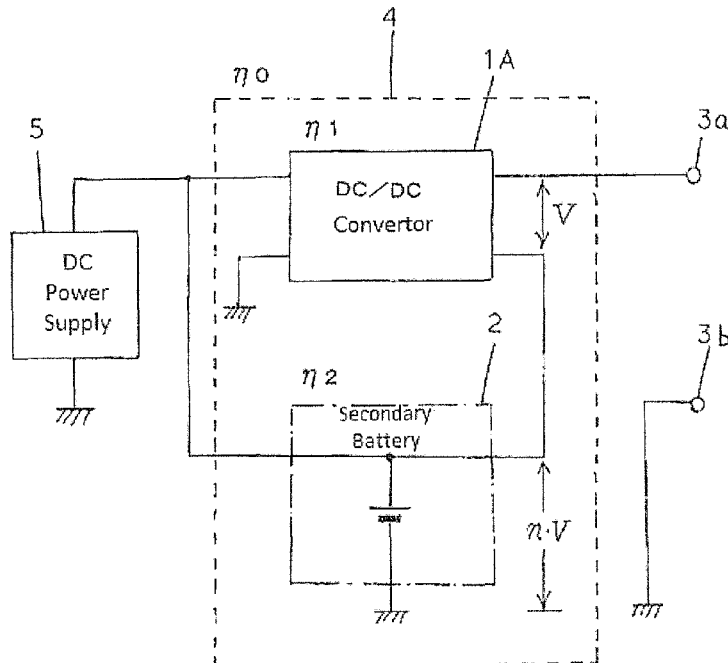 4
η0
1A
5
η1
3a
DC/DC
Convertor
V
DC
Power
Supply
2
3b
η2
Secondary
Battery
n·V